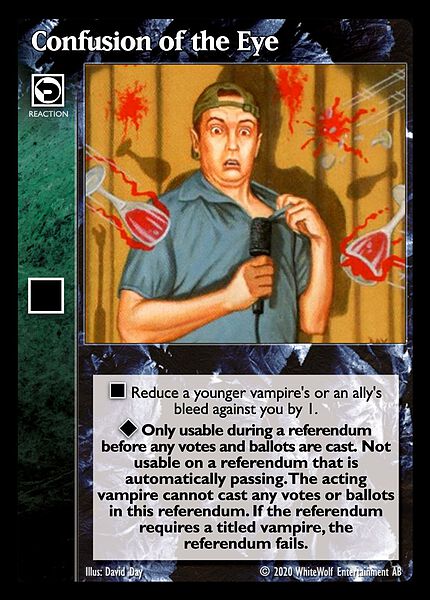 Confusion of the Eye
REACTION
Reduce a younger vampire's or an ally's
bleed against you by 1.
Only usable during a referendum
before any votes and ballots are cast. Not
usable on a referendum that is
automatically passing. The acting
vampire cannot cast any votes or ballots
in this referendum. If the referendum
requires a titled vampire, the
referendum fails.
Illus: David Day © 2020 WhiteWolf Entertainment AB